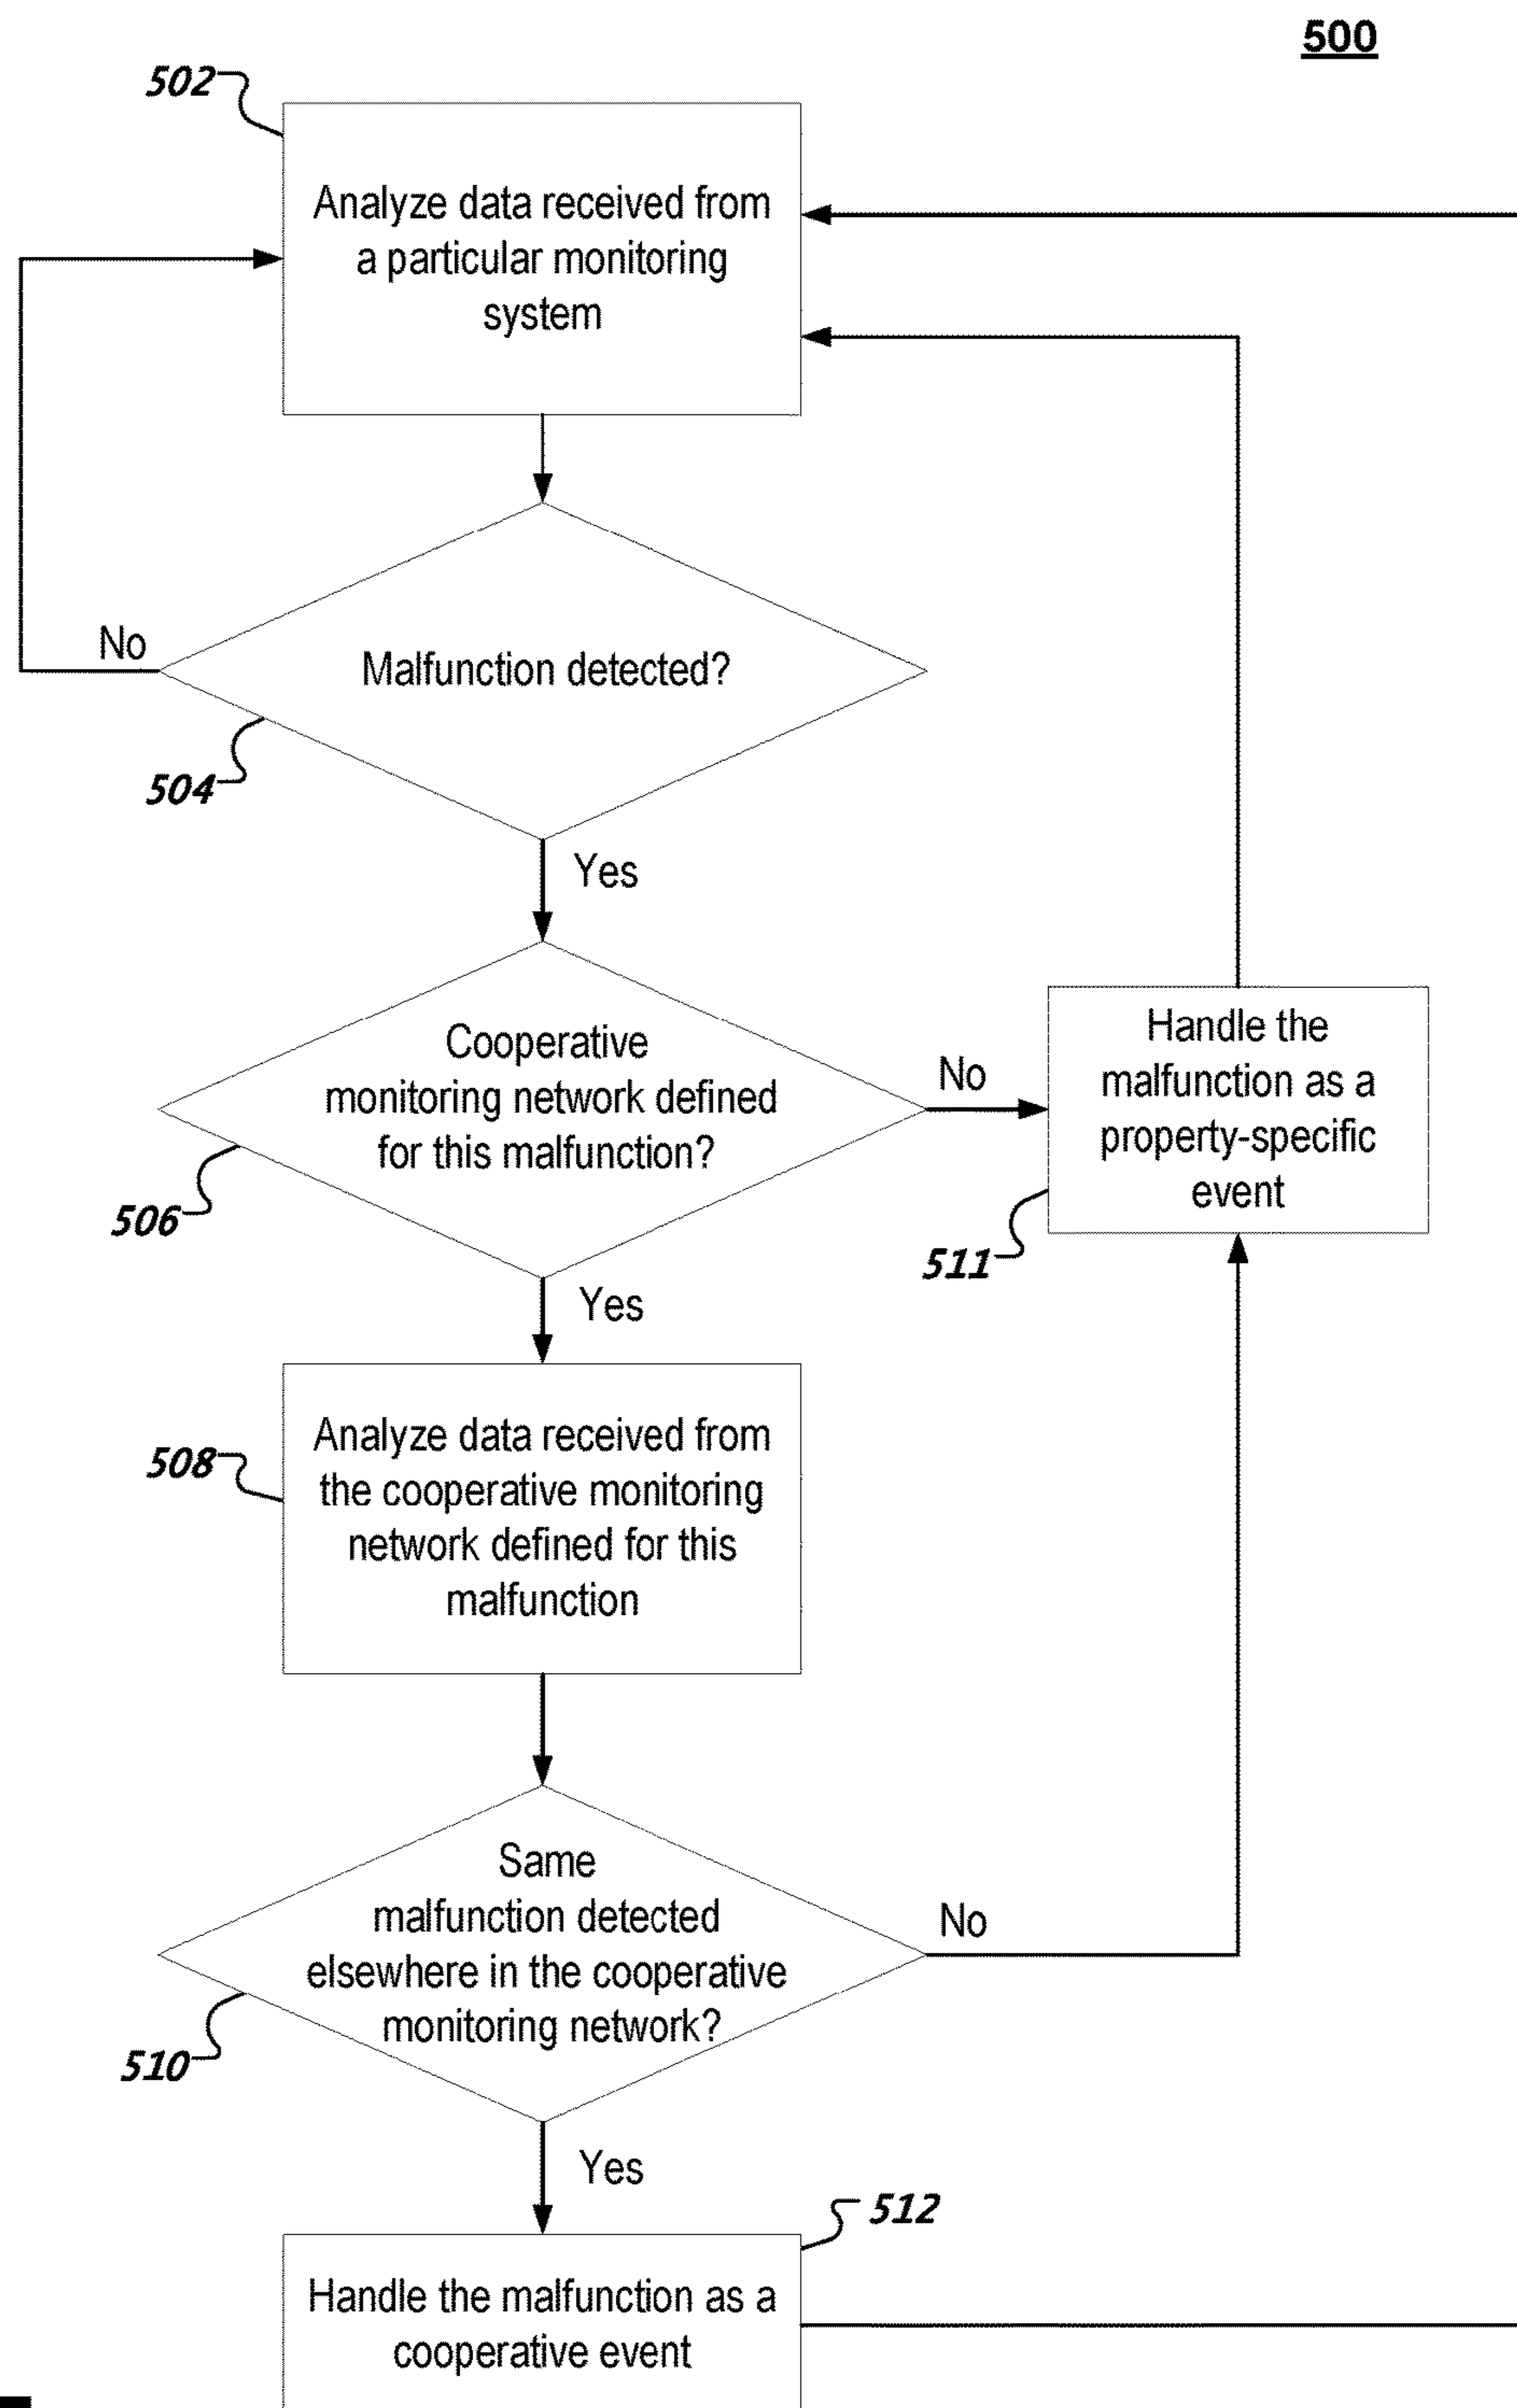 500
502
Analyze data received from
a particular monitoring
system
No
Malfunction detected?
504
Yes
Cooperative
monitoring network defined
for this malfunction?
No
506
Handle the
malfunction as a
property-specific
event
511
Yes
508
Analyze data received from
the cooperative monitoring
network defined for this
malfunction
Same
malfunction detected
elsewhere in the cooperative
monitoring network?
No
510
Yes
512
Handle the malfunction as a
cooperative event